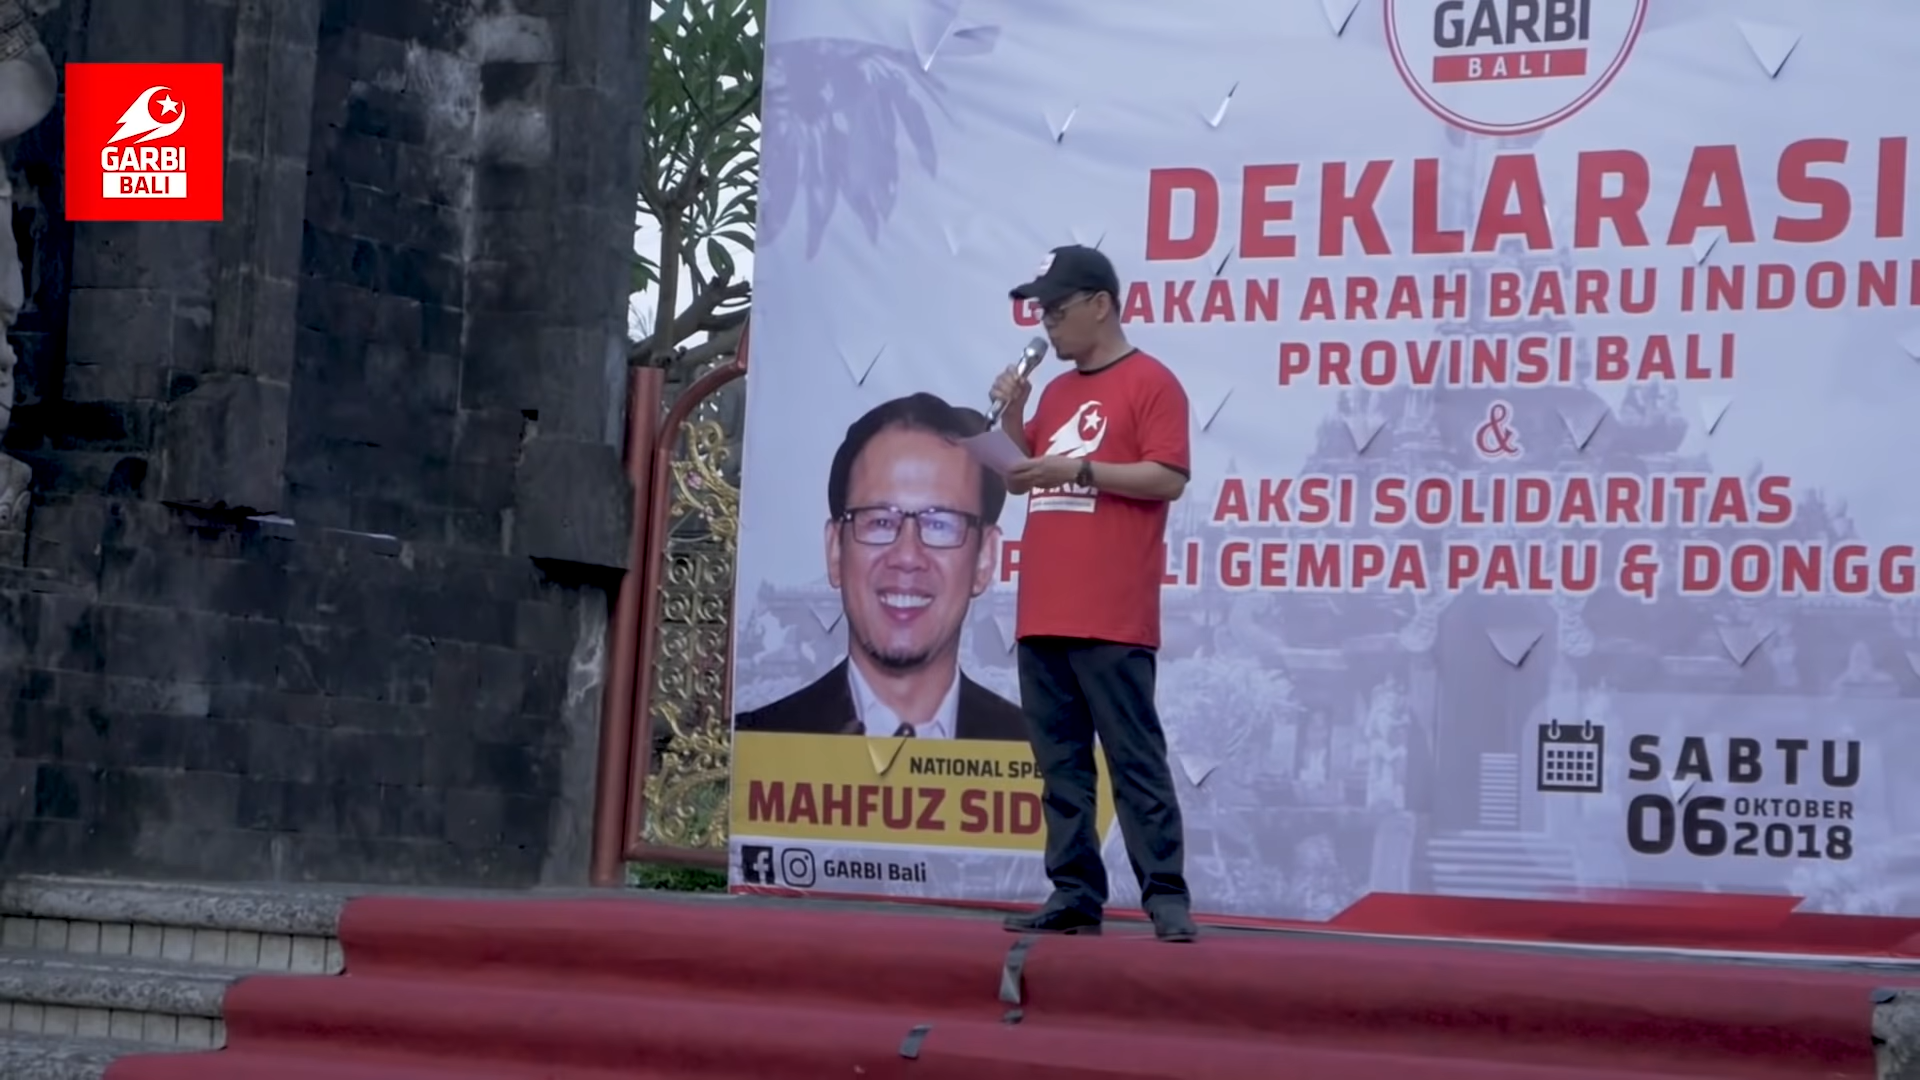 GARBI
BALI
GARBI
BALI
DEKLARASI
AKAN ARAH BARU INDON
PROVINSI BALI
&
AKSI SOLIDARITAS
LI GEMPA PALU & DONGG
NATIONAL SPE
MAHFUZ SID
GARBI Bali
SABTU
06 OKTOBER
2018